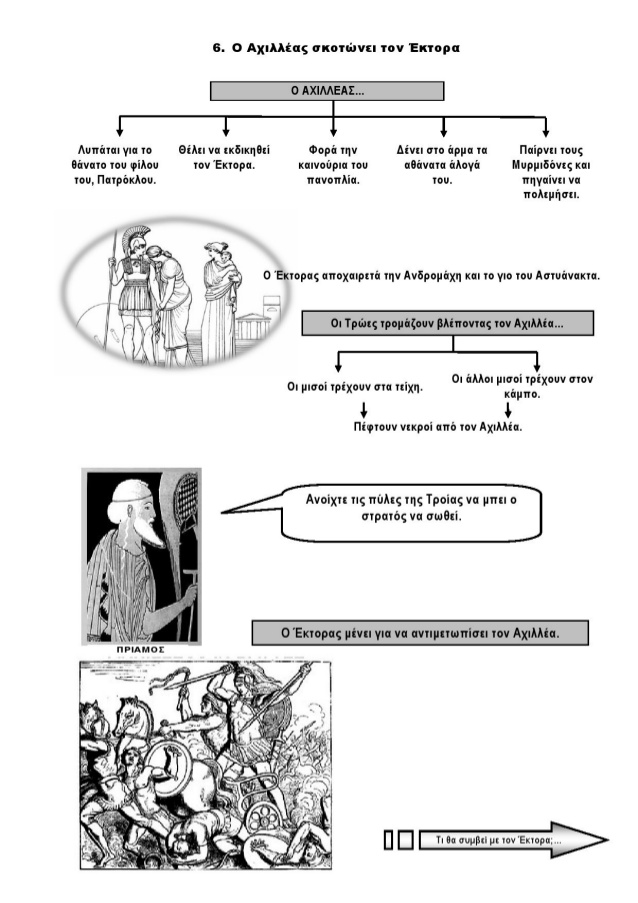 6. Ο Αχιλλέας σκοτώνει τον Έκτορα
Ο ΑΧΙΛΛΕΑΣ...
Λυπάται για το
θάνατο του φίλου
του, Πατρόκλου.
Θέλει να εκδικηθεί
τον Έκτορα.
Φορά την
καινούρια του
πανοπλία.
Δένει στο άρμα τα
αθάνατα άλογά
του.
Παίρνει τους
Μυρμιδόνες και
πηγαίνει να
πολεμήσει.
Ο Έκτορας αποχαιρετά την Ανδρομάχη και το γιο του Αστυάνακτα.
Οι Τρώες τρομάζουν βλέποντας τον Αχιλλέα...
Οι μισοί τρέχουν στα τείχη.
Οι άλλοι μισοί τρέχουν στον
κάμπο.
Πέφτουν νεκροί από τον Αχιλλέα.
Ανοίχτε τις πύλες της Τροίας να μπει ο
στρατός να σωθεί.
ΠΡΙΑΜΟΣ
Ο Έκτορας μένει για να αντιμετωπίσει τον Αχιλλέα.
Τι θα συμβεί με τον Έκτορα;...